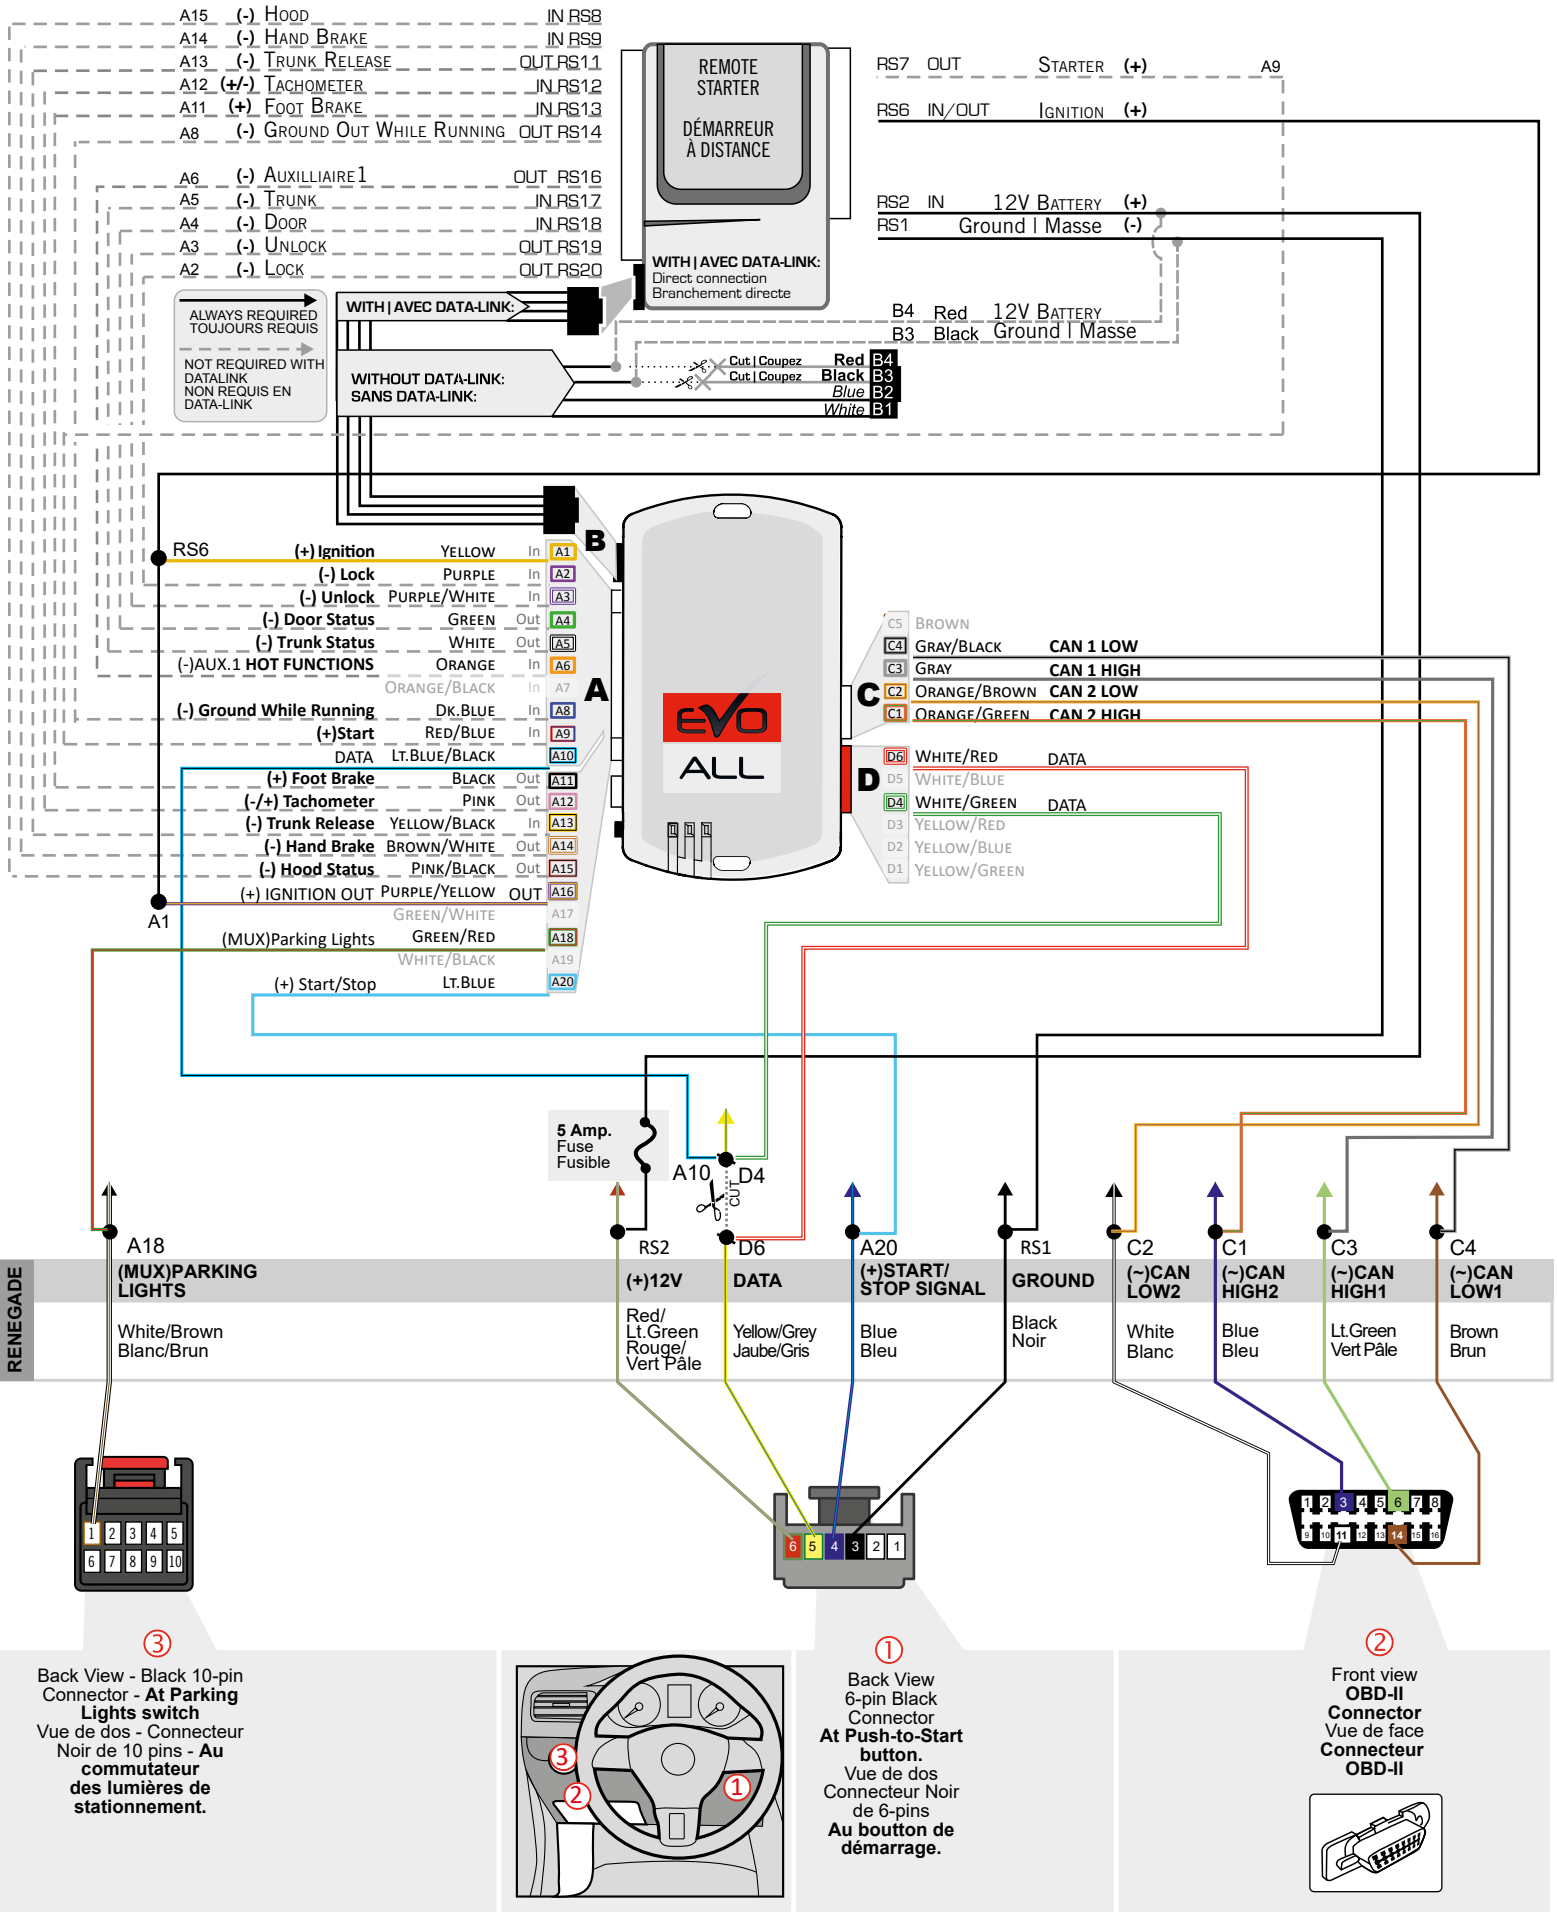 A15 (-) HOOD IN RS8
A14 (-) HAND BRAKE IN RS9
A13 (-) TRUNK RELEASE OUT RS11
A12 (+/-) TACHOMETER IN RS12
A11 (+) FOOT BRAKE IN RS13
A8 (-) GROUND OUT WHILE RUNNING OUT RS14
A6 (-) AUXILLIAIRE1 OUT RS16
A5 (-) TRUNK IN RS17
A4 (-) DOOR IN RS18
A3 (-) UNLOCK OUT RS19
A2 (-) LOCK OUT RS20
REMOTE
STARTER
DÉMARREUR
À DISTANCE
WITH | AVEC DATA-LINK:
Direct connection
Branchement directe
RS7 OUT STARTER (+) A9
RS6 IN/OUT IGNITION (+)
RS2 IN 12V BATTERY (+)
RS1 Ground | Masse (-)
B4 Red 12V BATTERY
B3 Black Ground | Masse
ALWAYS REQUIRED
TOUJOURS REQUIS
NOT REQUIRED WITH
DATALINK
NON REQUIS EN
DATA-LINK
WITH | AVEC DATA-LINK:
WITHOUT DATA-LINK:
SANS DATA-LINK:
Cut | Coupez Red B4
Cut | Coupez Black B3
Blue B2
White B1
B
A
C
D
EVO
ALL
RS6 (+) Ignition YELLOW In A1
(-) Lock PURPLE In A2
(-) Unlock PURPLE/WHITE In A3
(-) Door Status GREEN Out A4
(-) Trunk Status WHITE Out A5
(-)AUX.1 HOT FUNCTIONS ORANGE In A6
ORANGE/BLACK In A7
(-) Ground While Running DK.BLUE In A8
(+)Start RED/BLUE In A9
DATA LT.BLUE/BLACK A10
(+) Foot Brake BLACK Out A11
(-/+) Tachometer PINK Out A12
(-) Trunk Release YELLOW/BLACK In A13
(-) Hand Brake BROWN/WHITE Out A14
(-) Hood Status PINK/BLACK Out A15
(+) IGNITION OUT PURPLE/YELLOW OUT A16
A1
GREEN/WHITE A17
(MUX)Parking Lights GREEN/RED A18
WHITE/BLACK A19
(+) Start/Stop LT.BLUE A20
C5 BROWN
C4 GRAY/BLACK CAN 1 LOW
C3 GRAY CAN 1 HIGH
C2 ORANGE/BROWN CAN 2 LOW
C1 ORANGE/GREEN CAN 2 HIGH
D6 WHITE/RED DATA
D5 WHITE/BLUE
D4 WHITE/GREEN DATA
D3 YELLOW/RED
D2 YELLOW/BLUE
D1 YELLOW/GREEN
5 Amp.
Fuse
Fusible
A10 D4
CUT
A18 RS2 D6 A20 RS1 C2 C1 C3 C4
RENEGADE
(MUX)PARKING
LIGHTS
(+)12V
DATA
(+)START/
STOP SIGNAL
GROUND
(~)CAN
LOW2
(~)CAN
HIGH2
(~)CAN
HIGH1
(~)CAN
LOW1
White/Brown
Blanc/Brun
Red/
Lt.Green
Rouge/
Vert Pâle
Yellow/Grey
Jaube/Gris
Blue
Bleu
Black
Noir
White
Blanc
Blue
Bleu
Lt.Green
Vert Pâle
Brown
Brun
1 2 3 4 5
6 7 8 9 10
6 5 4 3 2 1
1 2 3 4 5 6 7 8
9 10 11 12 13 14 15 16
3
Back View - Black 10-pin
Connector - At Parking
Lights switch
Vue de dos - Connecteur
Noir de 10 pins - Au
commutateur
des lumières de
stationnement.
3
2
1
1
Back View
6-pin Black
Connector
At Push-to-Start
button.
Vue de dos
Connecteur Noir
de 6-pins
Au boutton de
démarrage.
2
Front view
OBD-II
Connector
Vue de face
Connecteur
OBD-II